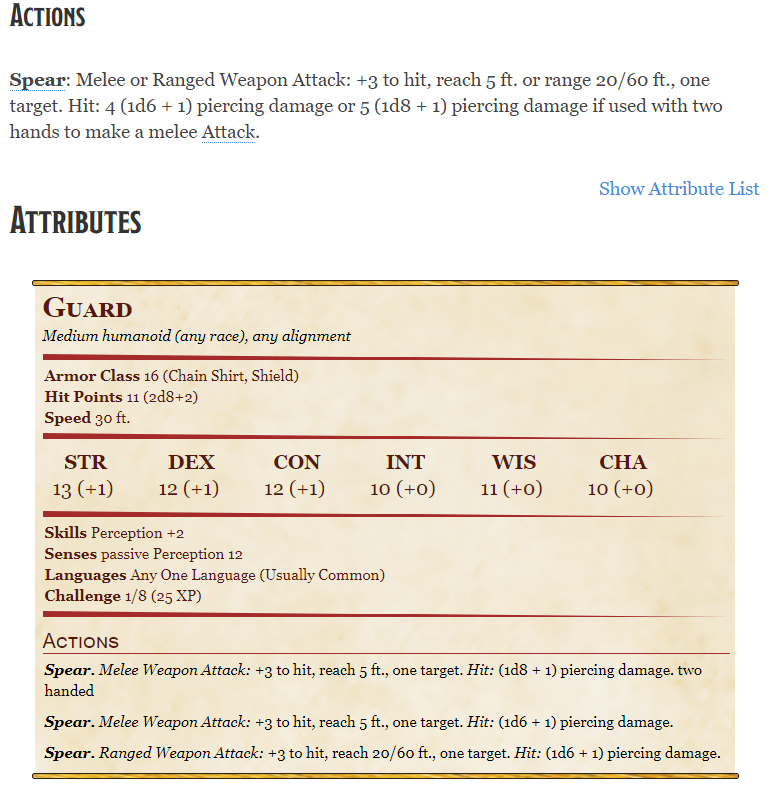 Actions
Spear: Melee or Ranged Weapon Attack: +3 to hit, reach 5 ft. or range 20/60 ft., one
target. Hit: 4 (1d6 + 1) piercing damage or 5 (1d8 + 1) piercing damage if used with two
hands to make a melee Attack.
Show Attribute List
Attributes
Guard
Medium humanoid (any race), any alignment
Armor Class 16 (Chain Shirt, Shield)
Hit Points 11 (2d8+2)
Speed 30 ft.
STR DEX CON INT WIS CHA
13 (+1) 12 (+1) 12 (+1) 10 (+0) 11 (+0) 10 (+0)
Skills Perception +2
Senses passive Perception 12
Languages Any One Language (Usually Common)
Challenge 1/8 (25 XP)
Actions
Spear. Melee Weapon Attack: +3 to hit, reach 5 ft., one target. Hit: (1d8 + 1) piercing damage. two
handed
Spear. Melee Weapon Attack: +3 to hit, reach 5 ft., one target. Hit: (1d6 + 1) piercing damage.
Spear. Ranged Weapon Attack: +3 to hit, reach 20/60 ft., one target. Hit: (1d6 + 1) piercing damage.